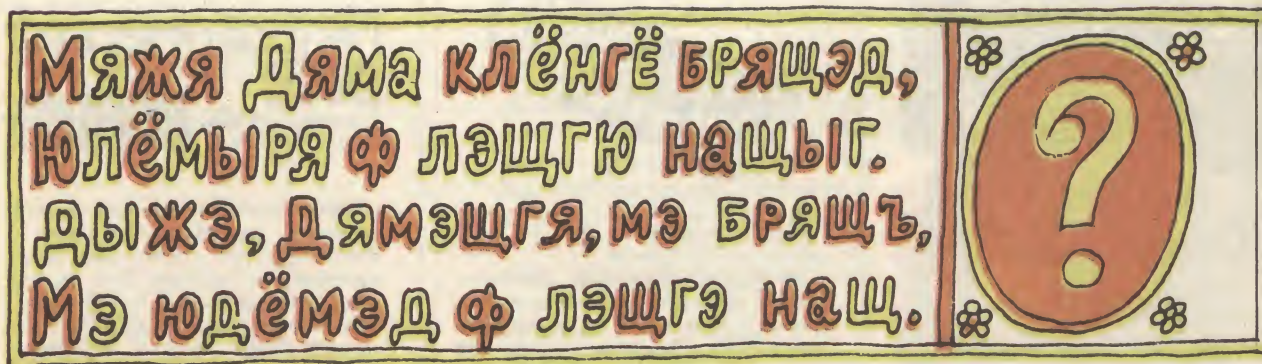 Мяжя Дяма клёнгё брящэд,
Юлёмыря ф лэщгю нащыг.
Дыжэ, Дямэщгя, мэ брящъ,
Мэ юдёмэд ф лэщгэ нащ.
?